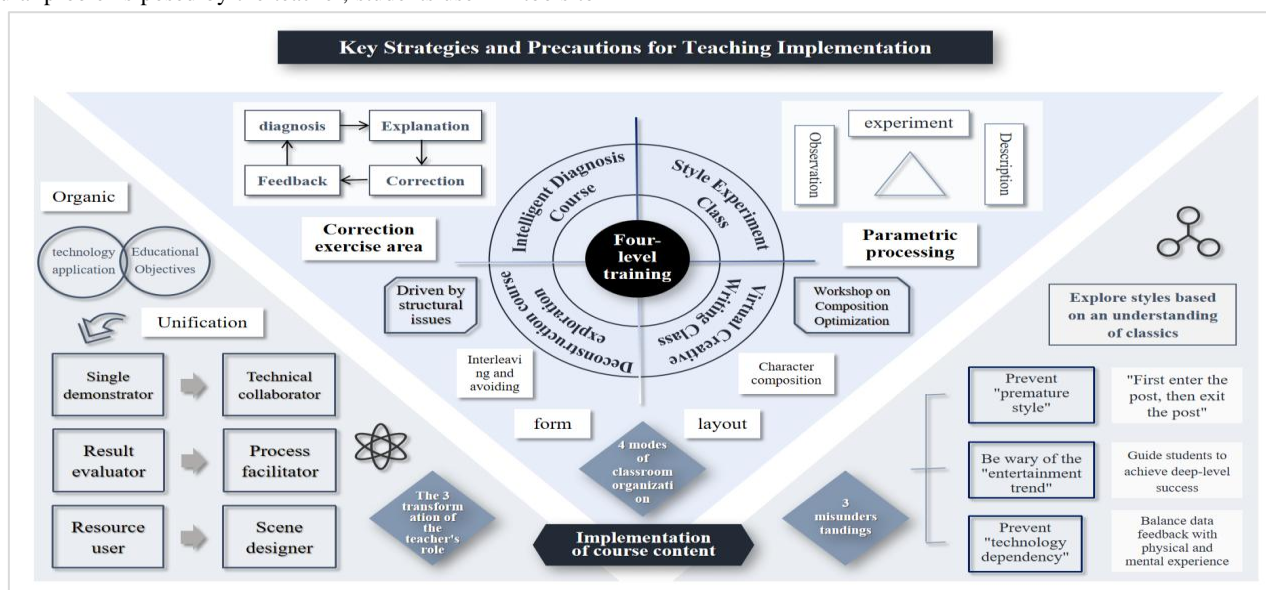 Key Strategies and Precautions for Teaching Implementation
diagnosis
Explanation
Feedback
Correction
Correction
exercise area
Organic
technology
application
Educational
Objectives
Unification
Single
demonstrator
Technical
collaborator
Result
evaluator
Process
facilitator
Resource
user
Scene
designer
The 3
transform
ation of
the
teacher's
role
Intelligent Diagnosis
Course
Style Experiment
Class
Four-
level
training
Deconstruction course
exploration
Virtual Creative
Writing Class
Driven by
structural
issues
Interleavi
ng and
avoiding
form
Workshop on
Composition
Optimization
Character
composition
layout
4 modes
of
classroom
organizati
on
Implementation
of course content
Observation
experiment
Description
Parametric
processing
Explore styles based
on an understanding
of classics
Prevent
"premature
style"
"First enter the
post, then exit
the post"
Be wary of the
"entertainment
trend"
Guide students to
achieve deep-level
success
Prevent
"technology
dependency"
Balance data
feedback with
physical and
mental experience
3
misunders
tandings